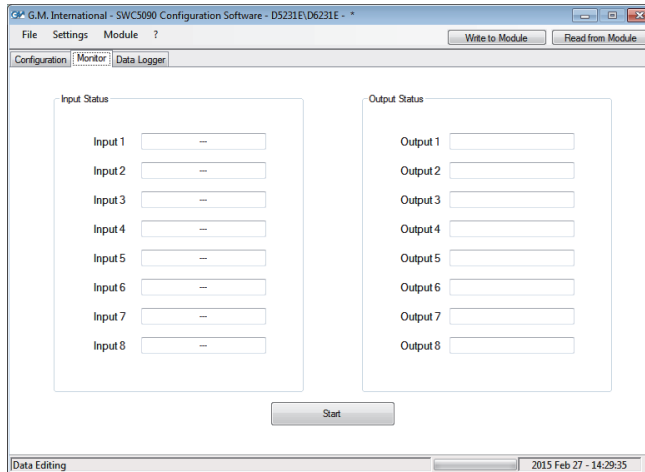 GM G.M. International - SWC5090 Configuration Software - D5231E\D6231E - *
File Settings Module ? Write to Module Read from Module
Configuration Monitor Data Logger
Input Status Output Status
Input 1 --- Output 1
Input 2 --- Output 2
Input 3 --- Output 3
Input 4 --- Output 4
Input 5 --- Output 5
Input 6 --- Output 6
Input 7 --- Output 7
Input 8 --- Output 8
Start
Data Editing 2015 Feb 27 - 14:29:35